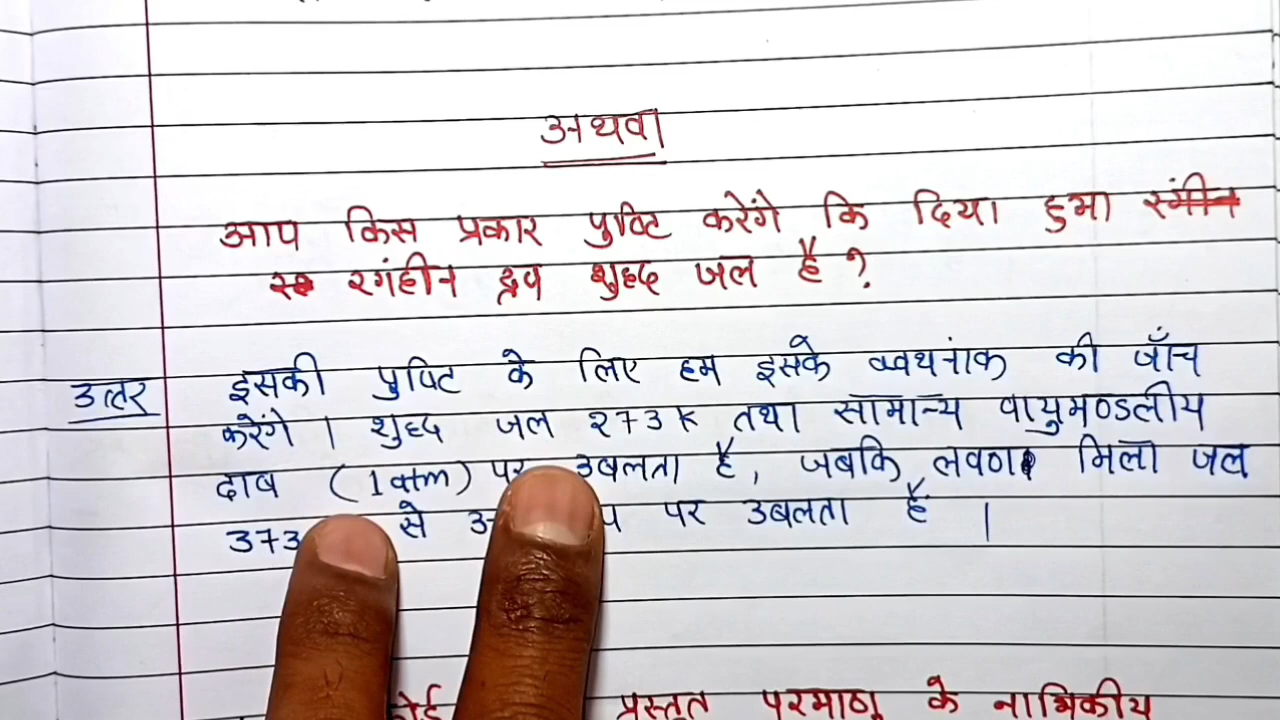 अथवा
आप किस प्रकार पुष्टि करेंगे कि दिया हुआ
रगंहीन द्रव शुद्ध जल है ?
उत्तर इसकी पुष्टि के लिए हम इसके क्वथनांक की जाँच
करेंगे । शुद्ध जल 273 K तथा सामान्य वायुमण्डलीय
दाब (1 atm) पर उबलता है, जबकि लवण मिला जल
373 से पर उबलता है ।
प्रस्तुत परमाणु के नाभिकीय